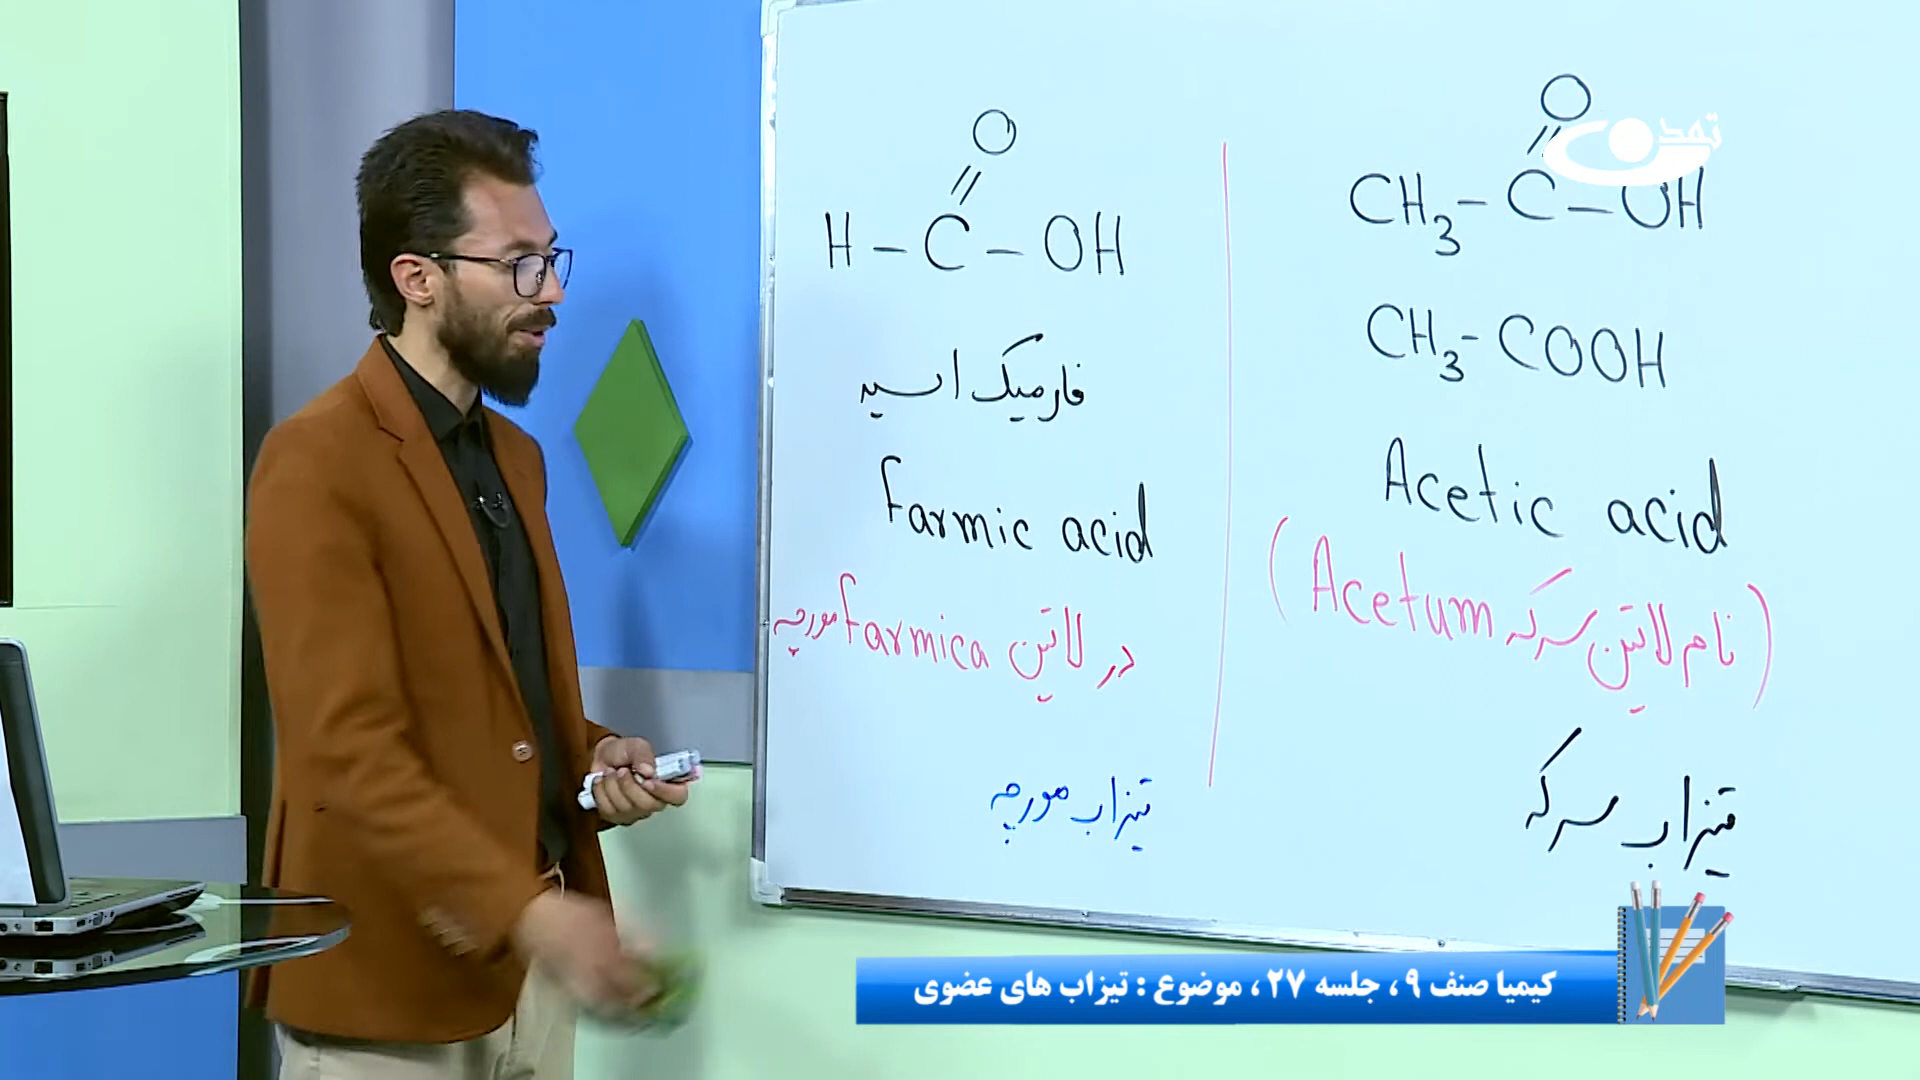 O
//
H – C – OH
فارمیک اسید
Farmic acid
در لاتین Farmica مورچه
تیزاب مورچه
O
//
CH3 – C – OH
CH3 - COOH
Acetic acid
(نام لاتین سرکه Acetum)
تیزاب سرکه
تمدن
کیمیا صنف ۹ ، جلسه ۲۷ ، موضوع : تیزاب های عضوی